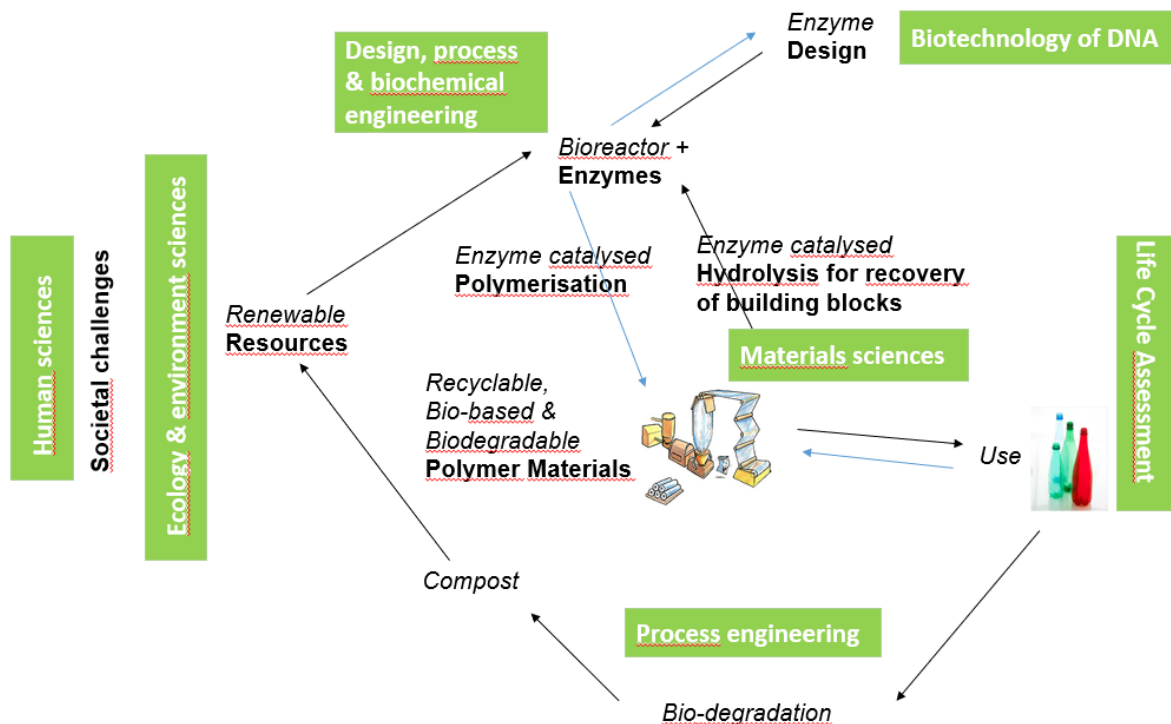 Enzyme
Design
Biotechnology of DNA
Design, process
& biochemical
engineering
Bioreactor +
Enzymes
Human sciences
Societal challenges
Ecology & environment sciences
Enzyme catalysed
Polymerisation
Enzyme catalysed
Hydrolysis for recovery
of building blocks
Life Cycle Assessment
Renewable
Resources
Materials sciences
Recyclable,
Bio-based &
Biodegradable
Polymer Materials
Use
Compost
Process engineering
Bio-degradation